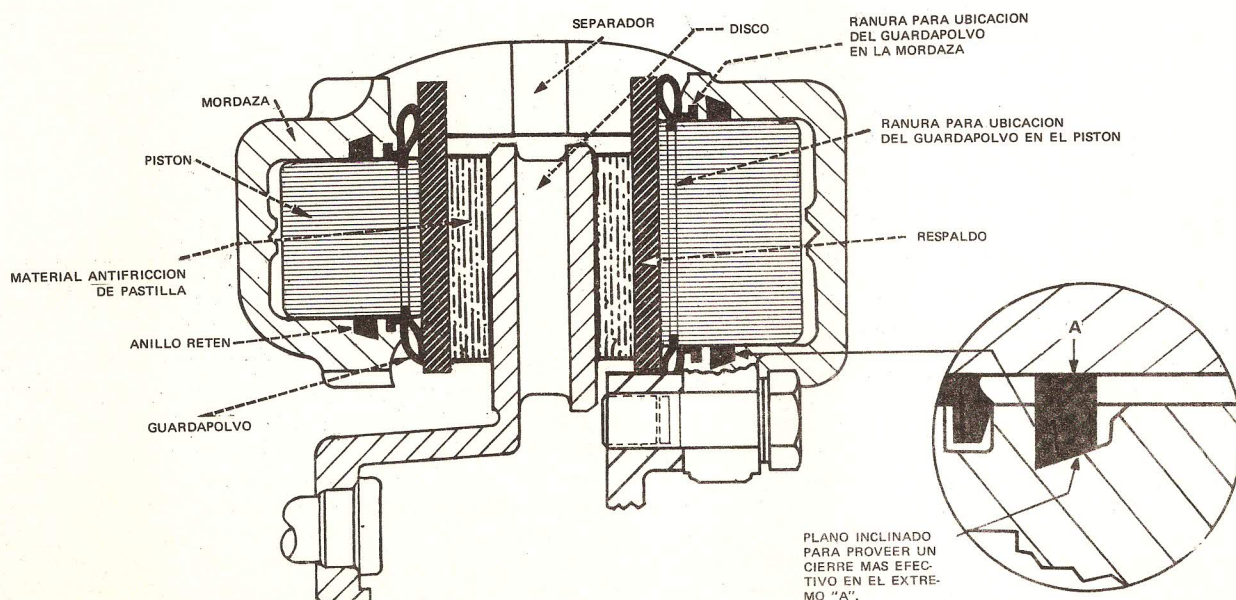 SEPARADOR
DISCO
RANURA PARA UBICACION
DEL GUARDAPOLVO
EN LA MORDAZA
MORDAZA
RANURA PARA UBICACION
DEL GUARDAPOLVO EN EL PISTON
PISTON
RESPALDO
MATERIAL ANTIFRICCION
DE PASTILLA
ANILLO RETEN
A
GUARDAPOLVO
PLANO INCLINADO
PARA PROVEER UN
CIERRE MAS EFEC-
TIVO EN EL EXTRE-
MO "A".